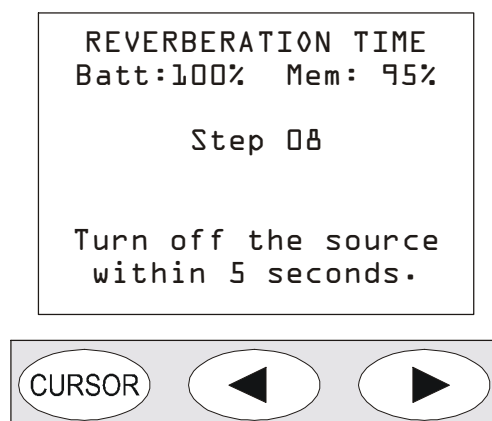 REVERBERATION TIME
Batt:100% Mem: 95%
Step 08
Turn off the source
within 5 seconds.
CURSOR